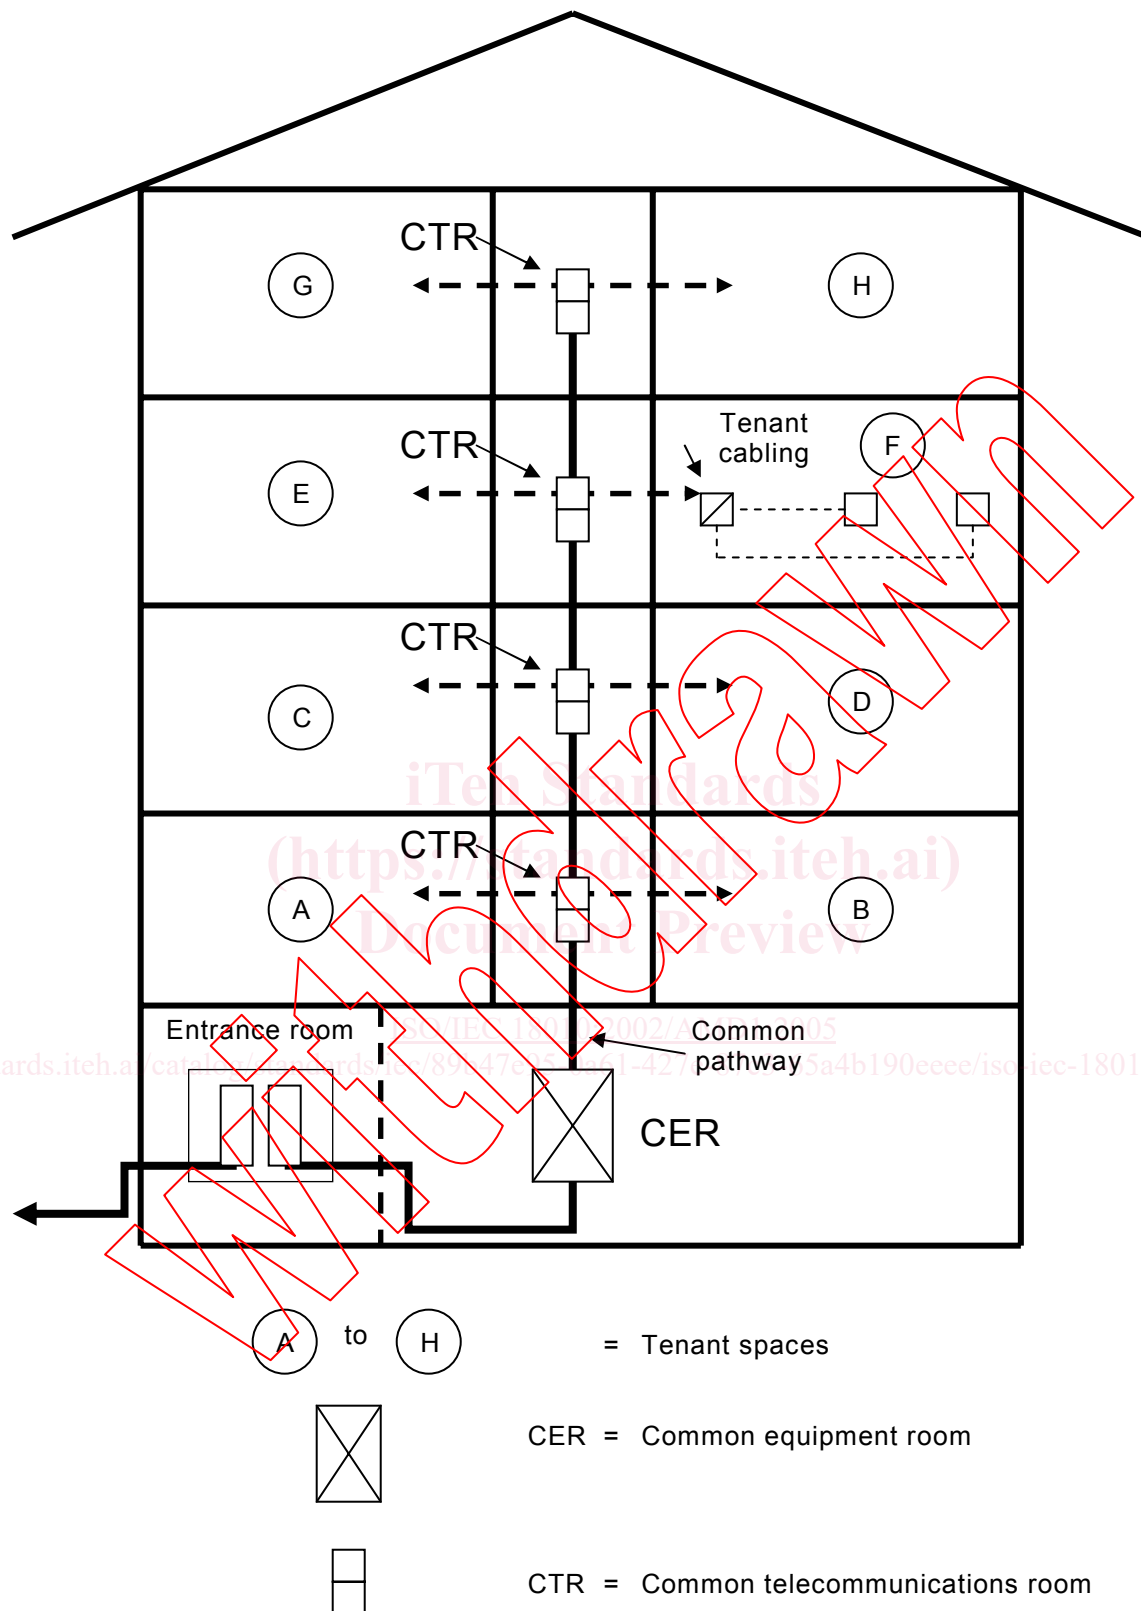 CTR
G
H
CTR
Tenant
cabling
F
E
CTR
C
D
iTeh Standards
(https://standards.iteh.ai)
CTR
A
B
Document Preview
Entrance room
Common
pathway
CER
A to H = Tenant spaces
CER = Common equipment room
CTR = Common telecommunications room
Withdrawn